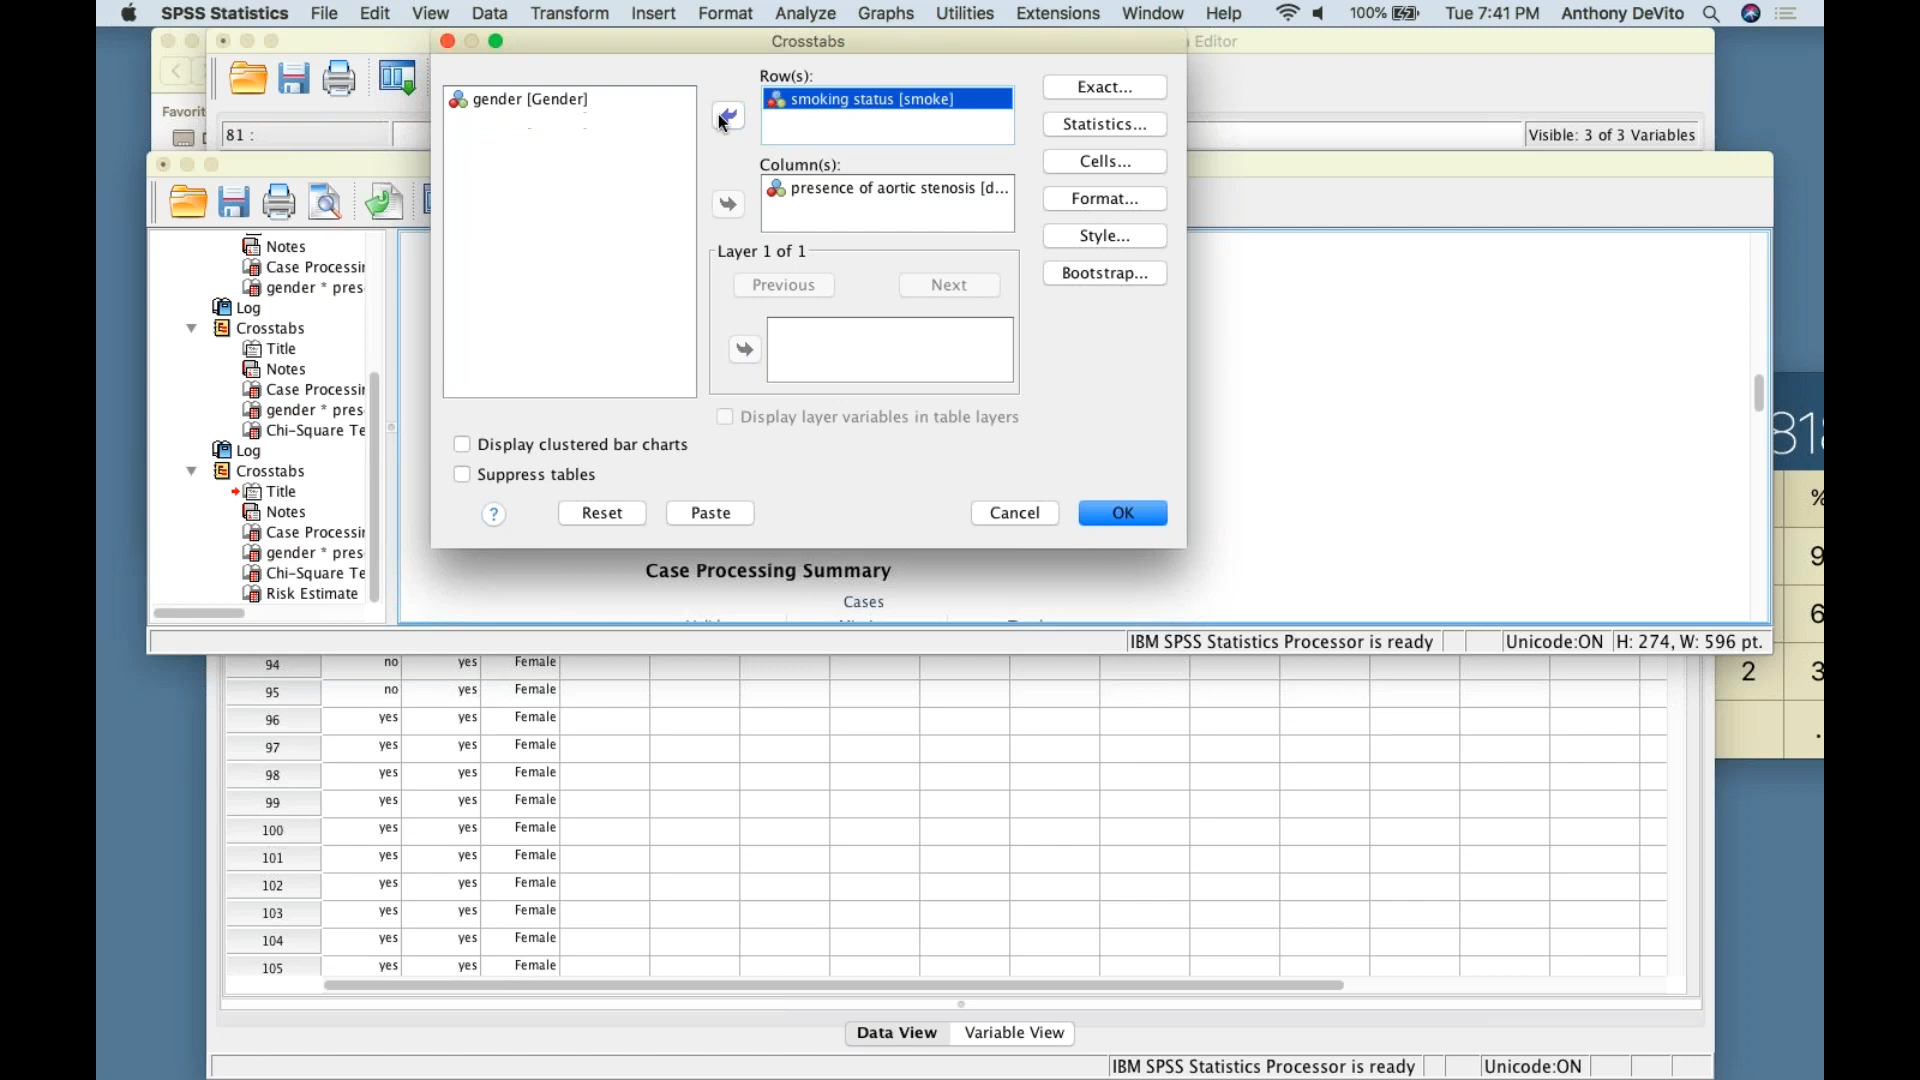 SPSS Statistics File Edit View Data Transform Insert Format Analyze Graphs Utilities Extensions Window Help 100% Tue 7:41 PM Anthony DeVito
Crosstabs
Editor
Favorit
81 :
Visible: 3 of 3 Variables
gender [Gender]
Row(s):
smoking status [smoke]
Column(s):
presence of aortic stenosis [d...
Layer 1 of 1
Previous Next
Display layer variables in table layers
Exact...
Statistics...
Cells...
Format...
Style...
Bootstrap...
Display clustered bar charts
Suppress tables
? Reset Paste Cancel OK
Notes
Case Processin
gender * pres
Log
Crosstabs
Title
Notes
Case Processin
gender * pres
Chi-Square Te
Log
Crosstabs
Title
Notes
Case Processin
gender * pres
Chi-Square Te
Risk Estimate
Case Processing Summary
Cases
IBM SPSS Statistics Processor is ready Unicode:ON H: 274, W: 596 pt.
818
%
9
6
2 3
.
94 no yes Female
95 no yes Female
96 yes yes Female
97 yes yes Female
98 yes yes Female
99 yes yes Female
100 yes yes Female
101 yes yes Female
102 yes yes Female
103 yes yes Female
104 yes yes Female
105 yes yes Female
Data View Variable View
IBM SPSS Statistics Processor is ready Unicode:ON